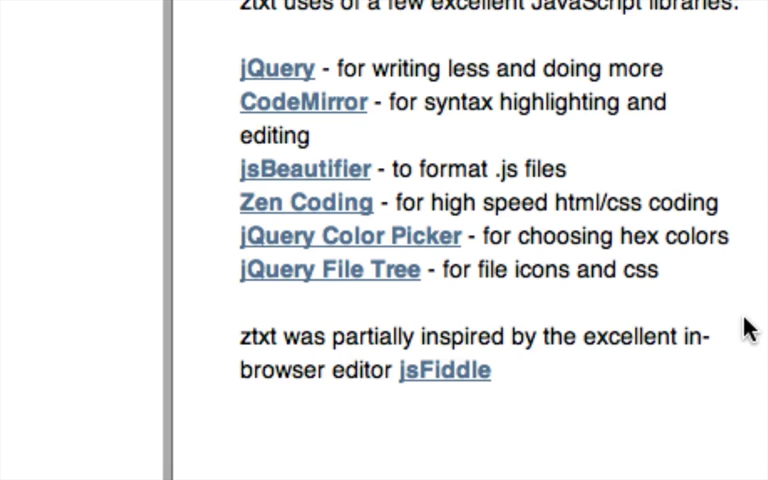 ztxt uses of a few excellent JavaScript libraries:
jQuery - for writing less and doing more
CodeMirror - for syntax highlighting and
editing
jsBeautifier - to format .js files
Zen Coding - for high speed html/css coding
jQuery Color Picker - for choosing hex colors
jQuery File Tree - for file icons and css
ztxt was partially inspired by the excellent in-
browser editor jsFiddle